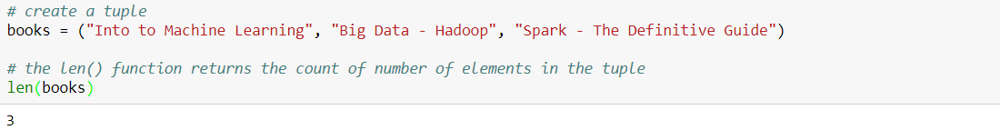 # create a tuple
books = ("Into to Machine Learning", "Big Data - Hadoop", "Spark - The Definitive Guide")
# the len() function returns the count of number of elements in the tuple
len(books)
3